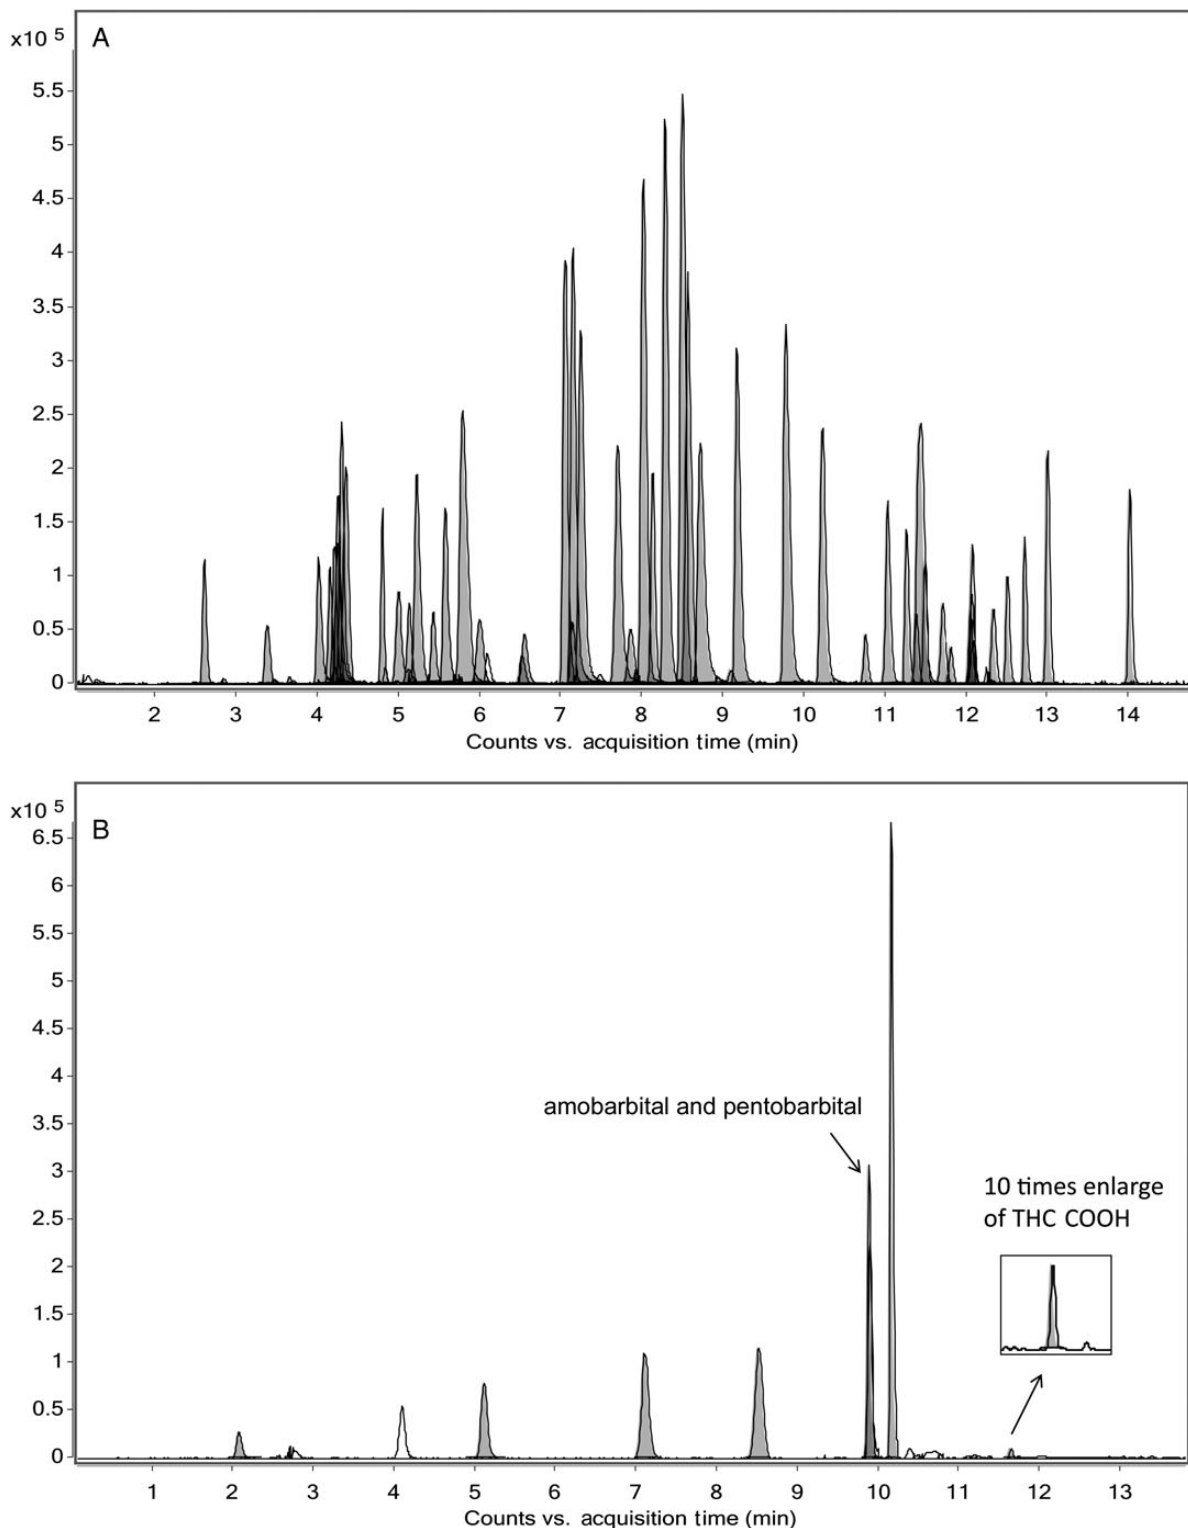 x10 5
A
5.5
5
4.5
4
3.5
3
2.5
2
1.5
1
0.5
0
2 3 4 5 6 7 8 9 10 11 12 13 14
Counts vs. acquisition time (min)
x10 5
B
6.5
6
5.5
5
4.5
4
3.5
3
2.5
2
1.5
1
0.5
0
amobarbital and pentobarbital
10 times enlarge
of THC COOH
1 2 3 4 5 6 7 8 9 10 11 12 13
Counts vs. acquisition time (min)